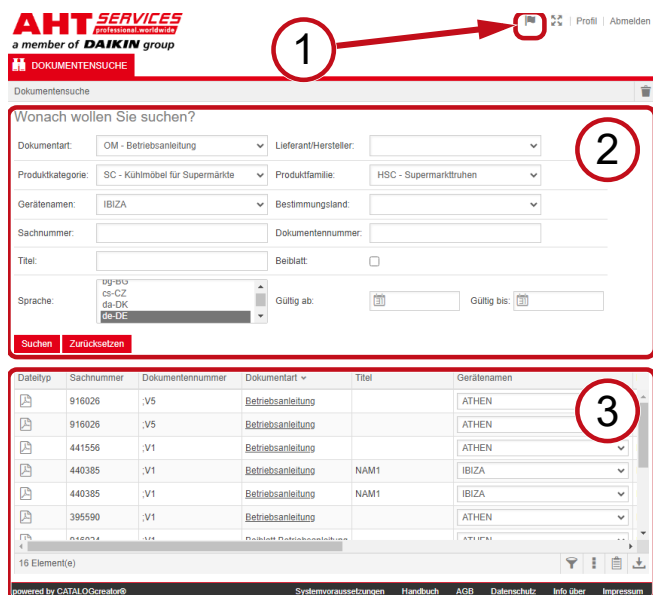 AHT SERVICES
professional.worldwide
a member of DAIKIN group
1
Profil | Abmelden
DOKUMENTENSUCHE
Dokumentensuche
Wonach wollen Sie suchen?
2
Dokumentart: OM - Betriebsanleitung Lieferant/Hersteller:
Produktkategorie: SC - Kühlmöbel für Supermärkte Produktfamilie: HSC - Supermarkttruhen
Gerätenamen: IBIZA Bestimmungsland:
Sachnummer: Dokumentennummer:
Titel: Beiblatt:
bg-BG
cs-CZ
Sprache: da-DK Gültig ab: Gültig bis:
de-DE
Suchen Zurücksetzen
Dateityp Sachnummer Dokumentennummer Dokumentart Titel Gerätenamen
3
916026 ;V5 Betriebsanleitung ATHEN
916026 ;V5 Betriebsanleitung ATHEN
441556 ;V1 Betriebsanleitung ATHEN
440385 ;V1 Betriebsanleitung NAM1 IBIZA
440385 ;V1 Betriebsanleitung NAM1 IBIZA
395590 ;V1 Betriebsanleitung ATHEN
;V1 Beiblatt Betriebsanleitung ATHEN
16 Element(e)
powered by CATALOGcreator® Systemvoraussetzungen Handbuch AGB Datenschutz Info über Impressum